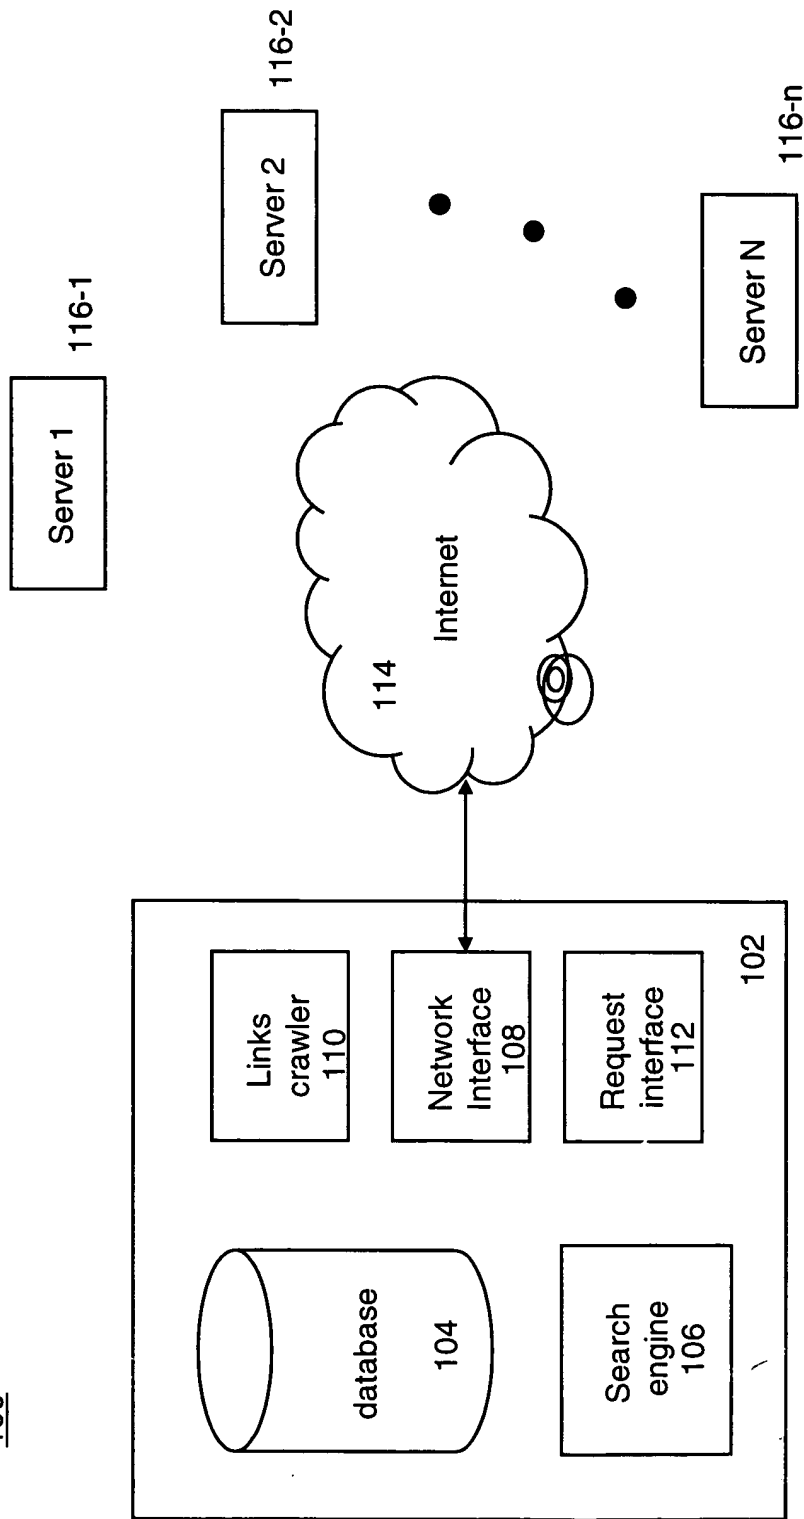 Server 1
116-1
Server 2
116-2
Server N
116-n
114
Internet
Links
crawler
110
Network
Interface
108
Request
interface
112
102
database
104
Search
engine
106